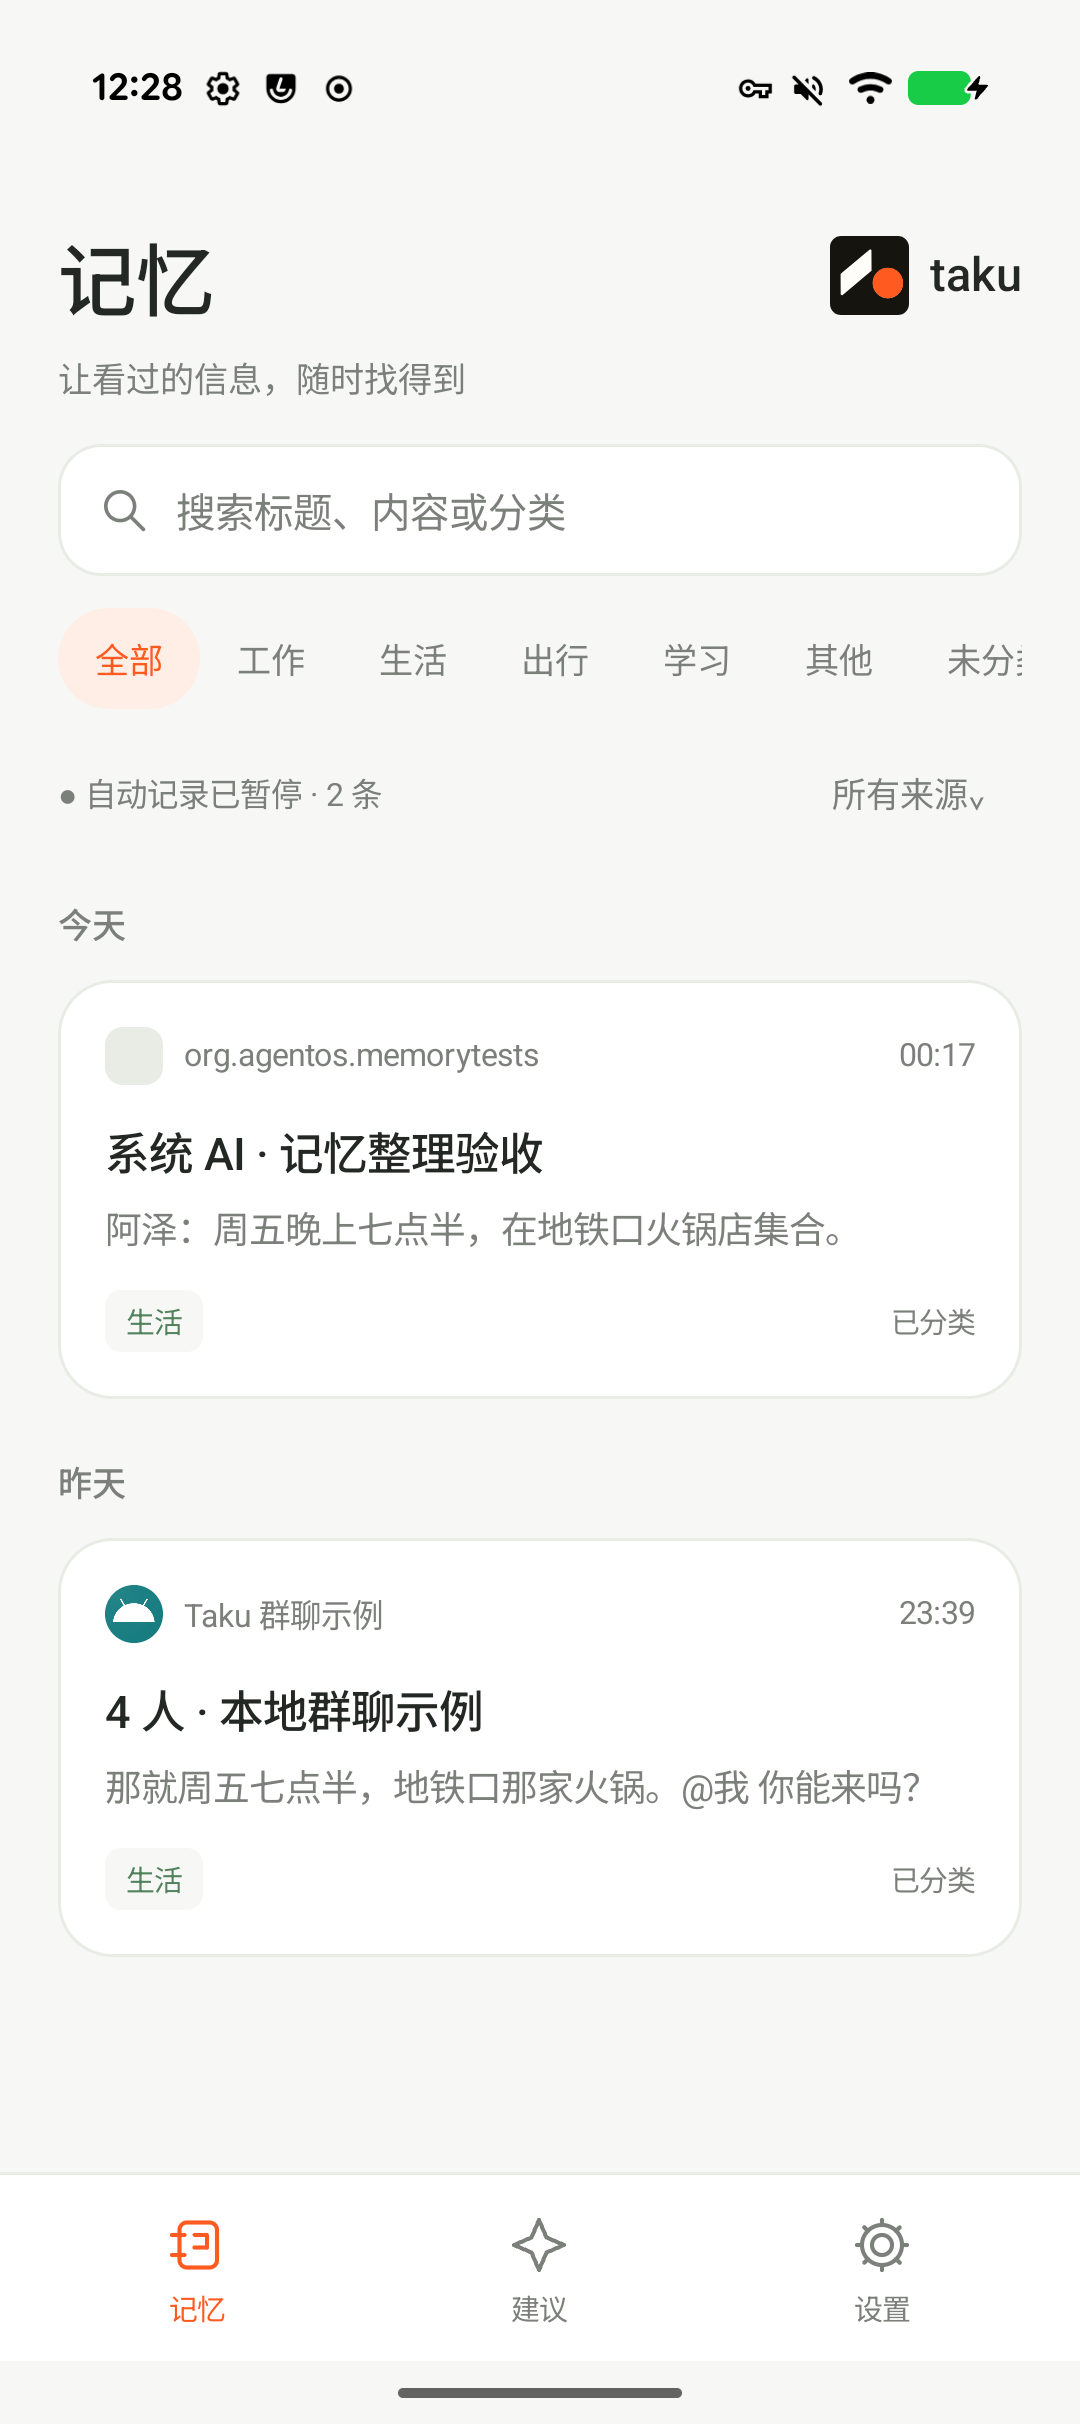 12:28
记忆
taku
让看过的信息，随时找得到
搜索标题、内容或分类
全部 工作 生活 出行 学习 其他 未分
自动记录已暂停 · 2 条
所有来源
今天
org.agentos.memorytests 00:17
系统 AI · 记忆整理验收
阿泽：周五晚上七点半，在地铁口火锅店集合。
生活 已分类
昨天
Taku 群聊示例 23:39
4 人 · 本地群聊示例
那就周五七点半，地铁口那家火锅。@我 你能来吗？
生活 已分类
记忆 建议 设置